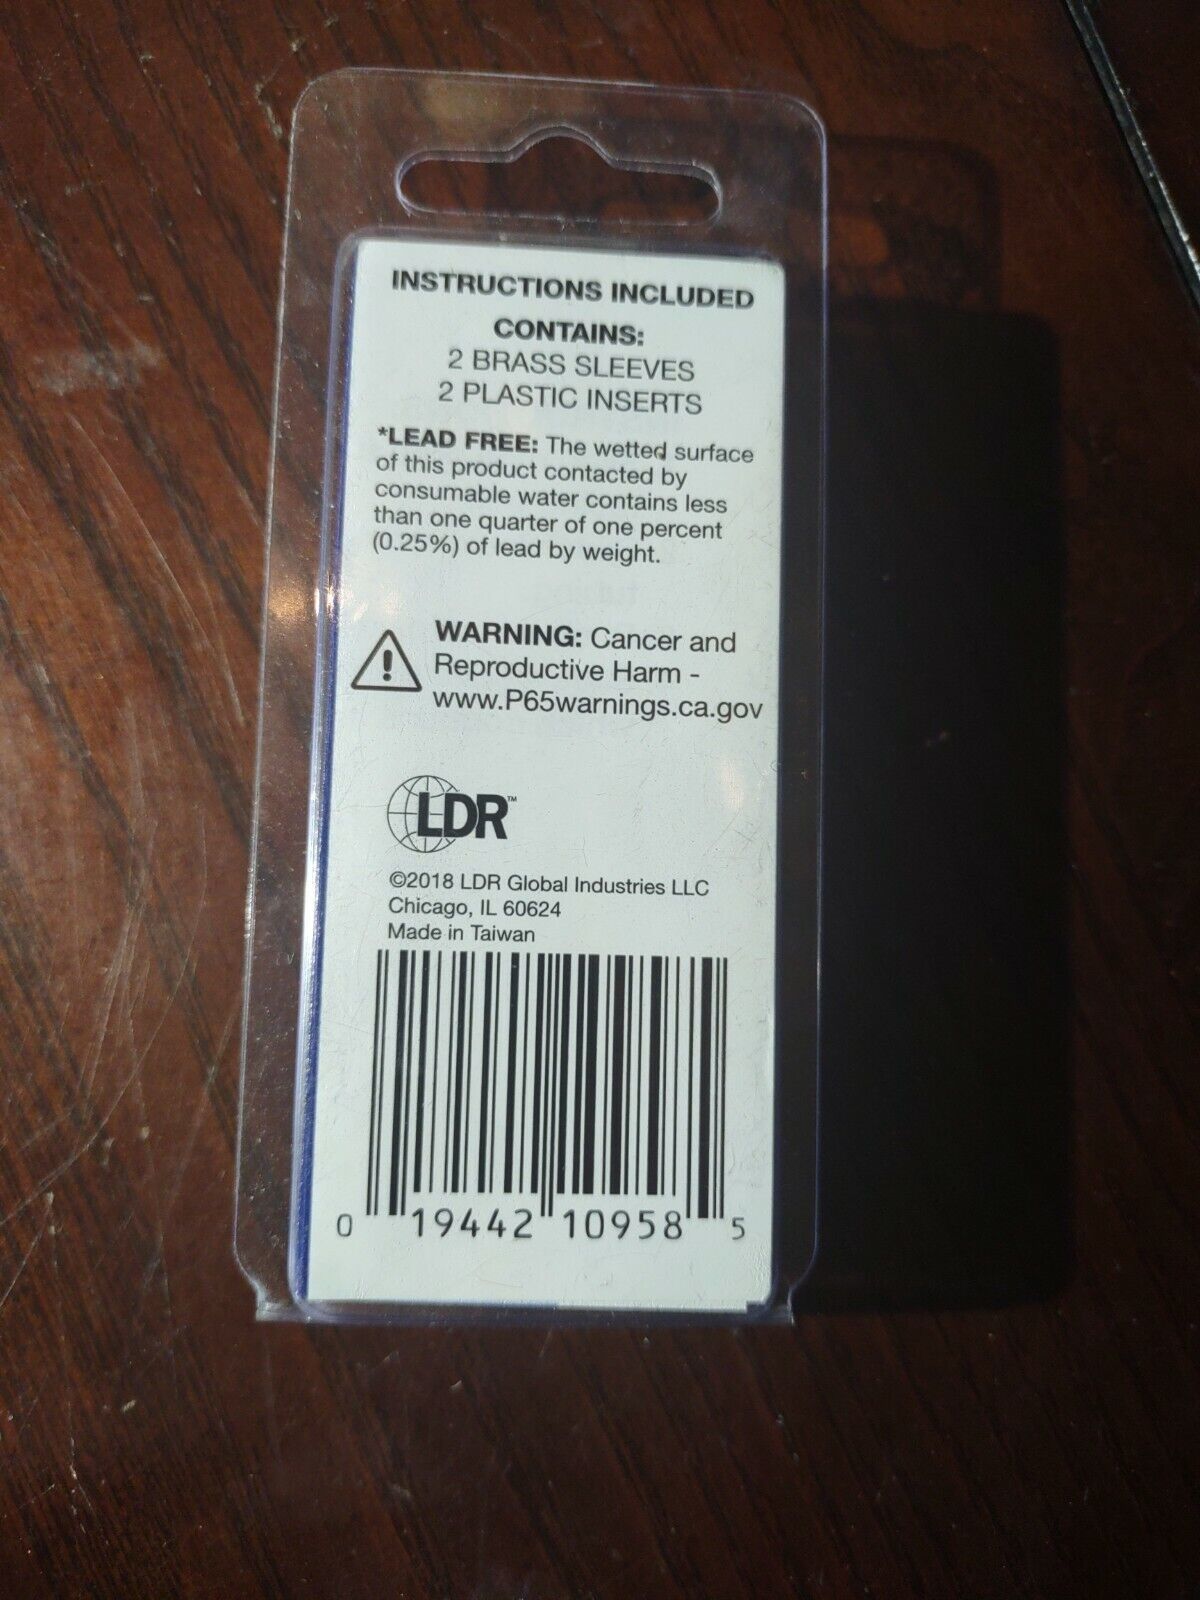 INSTRUCTIONS INCLUDED
CONTAINS:
2 BRASS SLEEVES
2 PLASTIC INSERTS
*LEAD FREE: The wetted surface
of this product contacted by
consumable water contains less
than one quarter of one percent
(0.25%) of lead by weight.
WARNING: Cancer and
Reproductive Harm -
www.P65warnings.ca.gov
LDR™
©2018 LDR Global Industries LLC
Chicago, IL 60624
Made in Taiwan
0 19442 10958 5